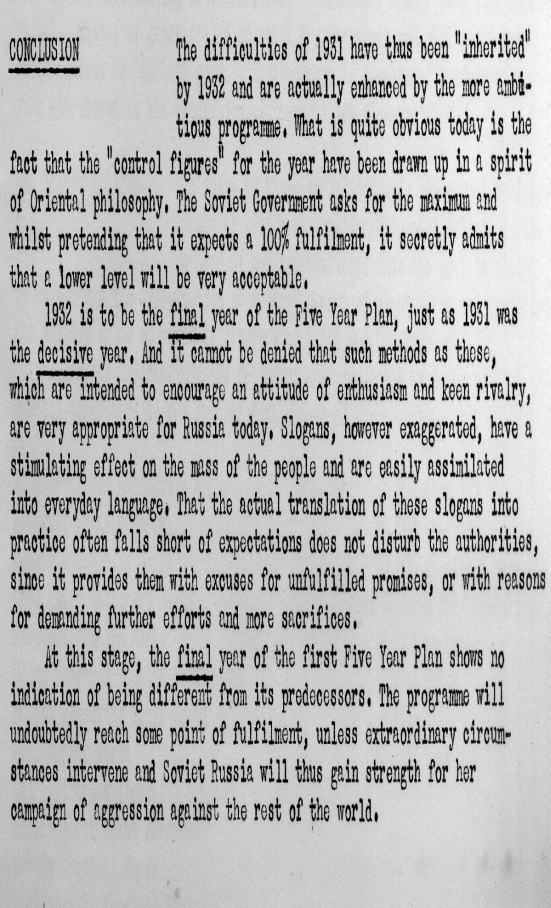 CONCLUSION The difficulties of 1931 have thus been "inherited"
by 1932 and are actually enhanced by the more ambi-
tious programme. What is quite obvious today is the
fact that the "control figures" for the year have been drawn up in a spirit
of Oriental philosophy. The Soviet Government asks for the maximum and
whilst pretending that it expects a 100% fulfilment, it secretly admits
that a lower level will be very acceptable.
1932 is to be the final year of the Five Year Plan, just as 1931 was
the decisive year. And it cannot be denied that such methods as these,
which are intended to encourage an attitude of enthusiasm and keen rivalry,
are very appropriate for Russia today. Slogans, however exaggerated, have a
stimulating effect on the mass of the people and are easily assimilated
into everyday language. That the actual translation of these slogans into
practice often falls short of expectations does not disturb the authorities,
since it provides them with excuses for unfulfilled promises, or with reasons
for demanding further efforts and more sacrifices.
At this stage, the final year of the first Five Year Plan shows no
indication of being different from its predecessors. The programme will
undoubtedly reach some point of fulfilment, unless extraordinary circum-
stances intervene and Soviet Russia will thus gain strength for her
campaign of aggression against the rest of the world.